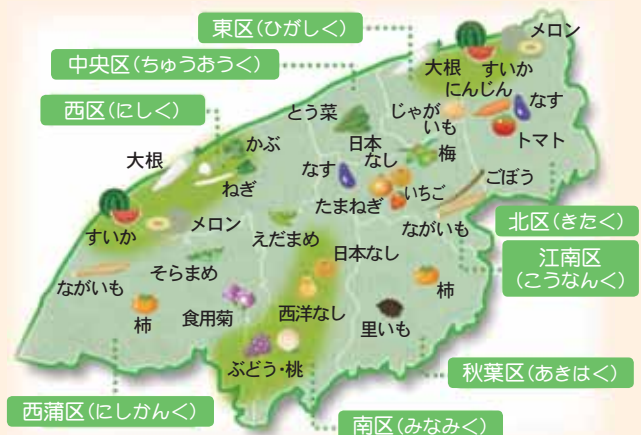 東区(ひがしく)
中央区(ちゅうおうく)
西区(にしく)
メロン
大根
すいか
にんじん
とう菜
じゃが
いも
なす
トマト
かぶ
大根
日本
なし
梅
なす
ねぎ
いちご
ごぼう
たまねぎ
ながいも
すいか
メロン
えだまめ
北区(きたく)
江南区
(こうなんく)
日本なし
そらまめ
ながいも
柿
柿
食用菊
西洋なし
里いも
ぶどう・桃
秋葉区(あきはく)
西蒲区(にしかんく)
南区(みなみく)